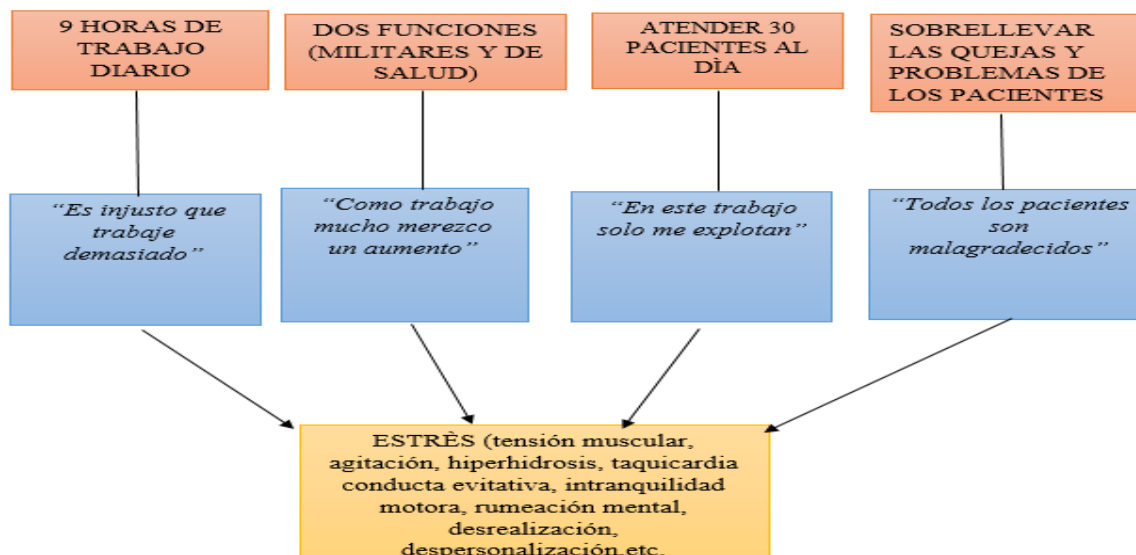 9 HORAS DE
TRABAJO
DIARIO
DOS FUNCIONES
(MILITARES Y DE
SALUD)
ATENDER 30
PACIENTES AL
DÌA
SOBRELLEVAR
LAS QUEJAS Y
PROBLEMAS DE
LOS PACIENTES
“Es injusto que
trabaje
demasiado”
“Como trabajo
mucho merezco
un aumento”
“En este trabajo
solo me explotan”
“Todos los pacientes
son
malagradecidos”
ESTRÈS (tensión muscular,
agitación, hiperhidrosis, taquicardia
conducta evitativa, intranquilidad
motora, rumeación mental,
desrealización,
despersonalización,etc.